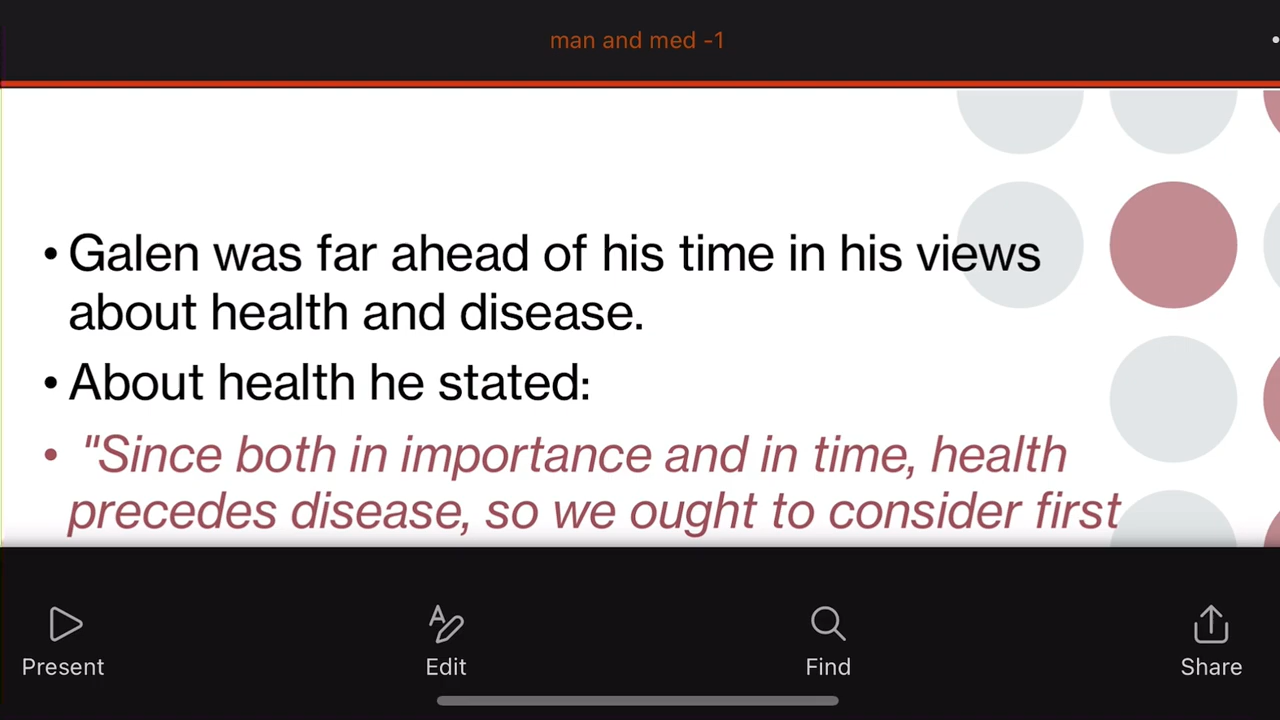 man and med -1
• Galen was far ahead of his time in his views
about health and disease.
• About health he stated:
• "Since both in importance and in time, health
precedes disease, so we ought to consider first
Present
Edit
Find
Share